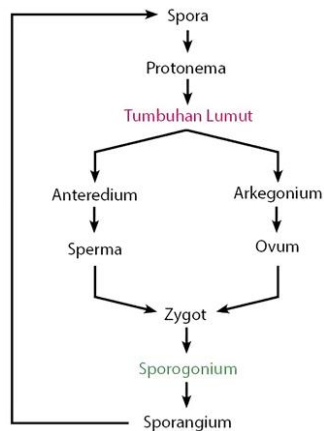 Spora
Protonema
Tumbuhan Lumut
Anteredium
Arkegonium
Sperma
Ovum
Zygot
Sporogonium
Sporangium